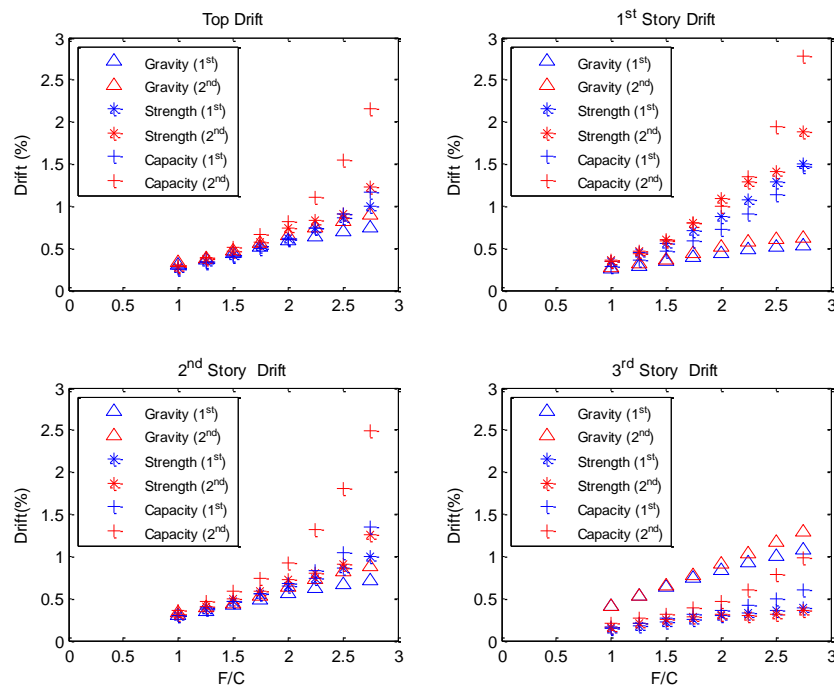 Top Drift
3
2.5
2
1.5
1
0.5
0
Drift (%)
Gravity (1st)
Gravity (2nd)
Strength (1st)
Strength (2nd)
Capacity (1st)
Capacity (2nd)
0 0.5 1 1.5 2 2.5 3
1st Story Drift
3
2.5
2
1.5
1
0.5
0
Drift (%)
Gravity (1st)
Gravity (2nd)
Strength (1st)
Strength (2nd)
Capacity (1st)
Capacity (2nd)
0 0.5 1 1.5 2 2.5 3
2nd Story Drift
3
2.5
2
1.5
1
0.5
0
Drift(%)
Gravity (1st)
Gravity (2nd)
Strength (1st)
Strength (2nd)
Capacity (1st)
Capacity (2nd)
0 0.5 1 1.5 2 2.5 3
F/C
3rd Story Drift
3
2.5
2
1.5
1
0.5
0
Drift(%)
Gravity (1st)
Gravity (2nd)
Strength (1st)
Strength (2nd)
Capacity (1st)
Capacity (2nd)
0 0.5 1 1.5 2 2.5 3
F/C